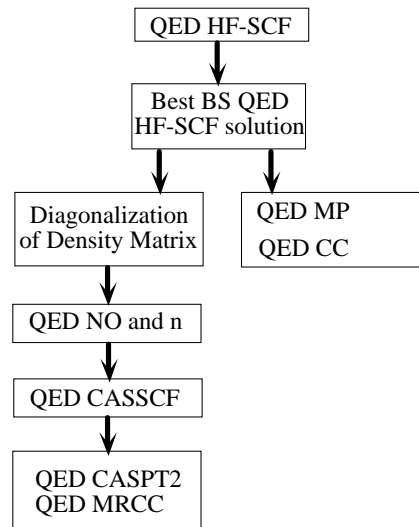 QED HF-SCF
Best BS QED
HF-SCF solution
Diagonalization
of Density Matrix
QED MP
QED CC
QED NO and n
QED CASSCF
QED CASPT2
QED MRCC